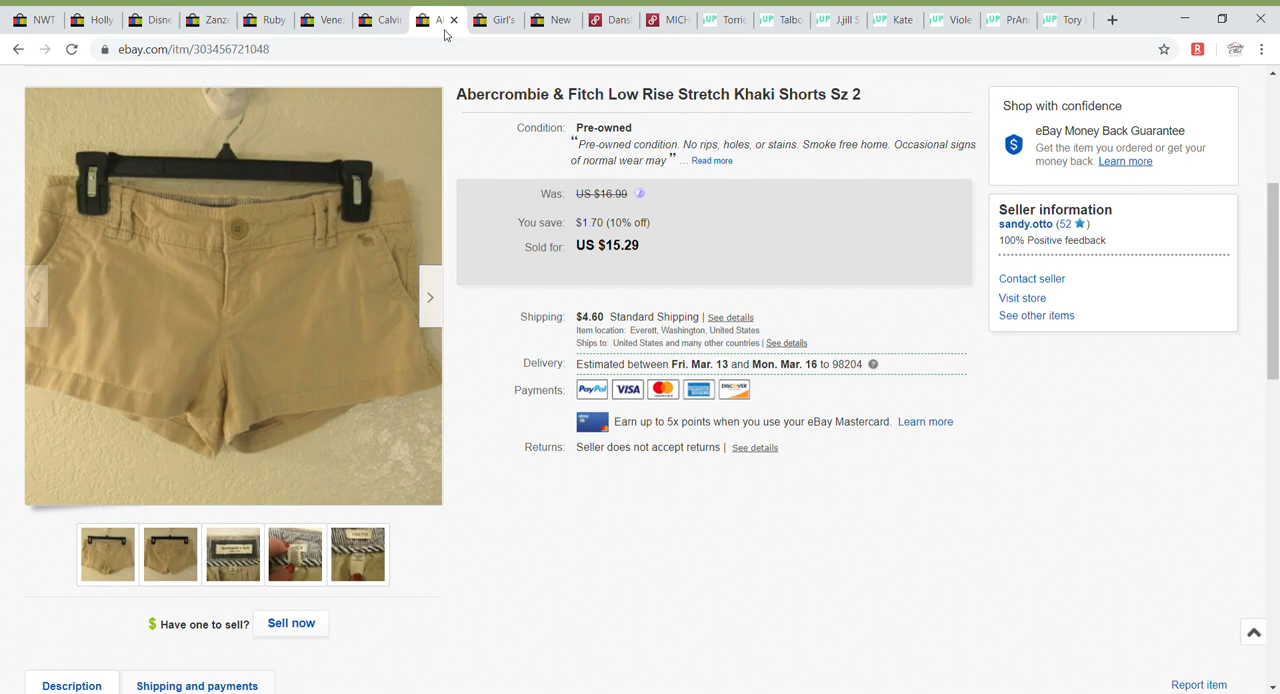 NWT Holly Disne Zanz Ruby Vene Calvi Al Girl's New Dans MICH Torri Talbo J.jill S Kate Viole PrAn Tory
ebay.com/itm/303456721048
Abercrombie & Fitch Low Rise Stretch Khaki Shorts Sz 2
Condition: Pre-owned
“Pre-owned condition. No rips, holes, or stains. Smoke free home. Occasional signs
of normal wear may ” ... Read more
Was: US $16.99
You save: $1.70 (10% off)
Sold for: US $15.29
Shipping: $4.60 Standard Shipping | See details
Item location: Everett, Washington, United States
Ships to: United States and many other countries | See details
Delivery: Estimated between Fri. Mar. 13 and Mon. Mar. 16 to 98204
Payments: PayPal VISA MasterCard DISCOVER
Earn up to 5x points when you use your eBay Mastercard. Learn more
Returns: Seller does not accept returns | See details
Shop with confidence
eBay Money Back Guarantee
Get the item you ordered or get your
money back. Learn more
Seller information
sandy.otto (52)
100% Positive feedback
Contact seller
Visit store
See other items
$ Have one to sell? Sell now
Description Shipping and payments
Report item